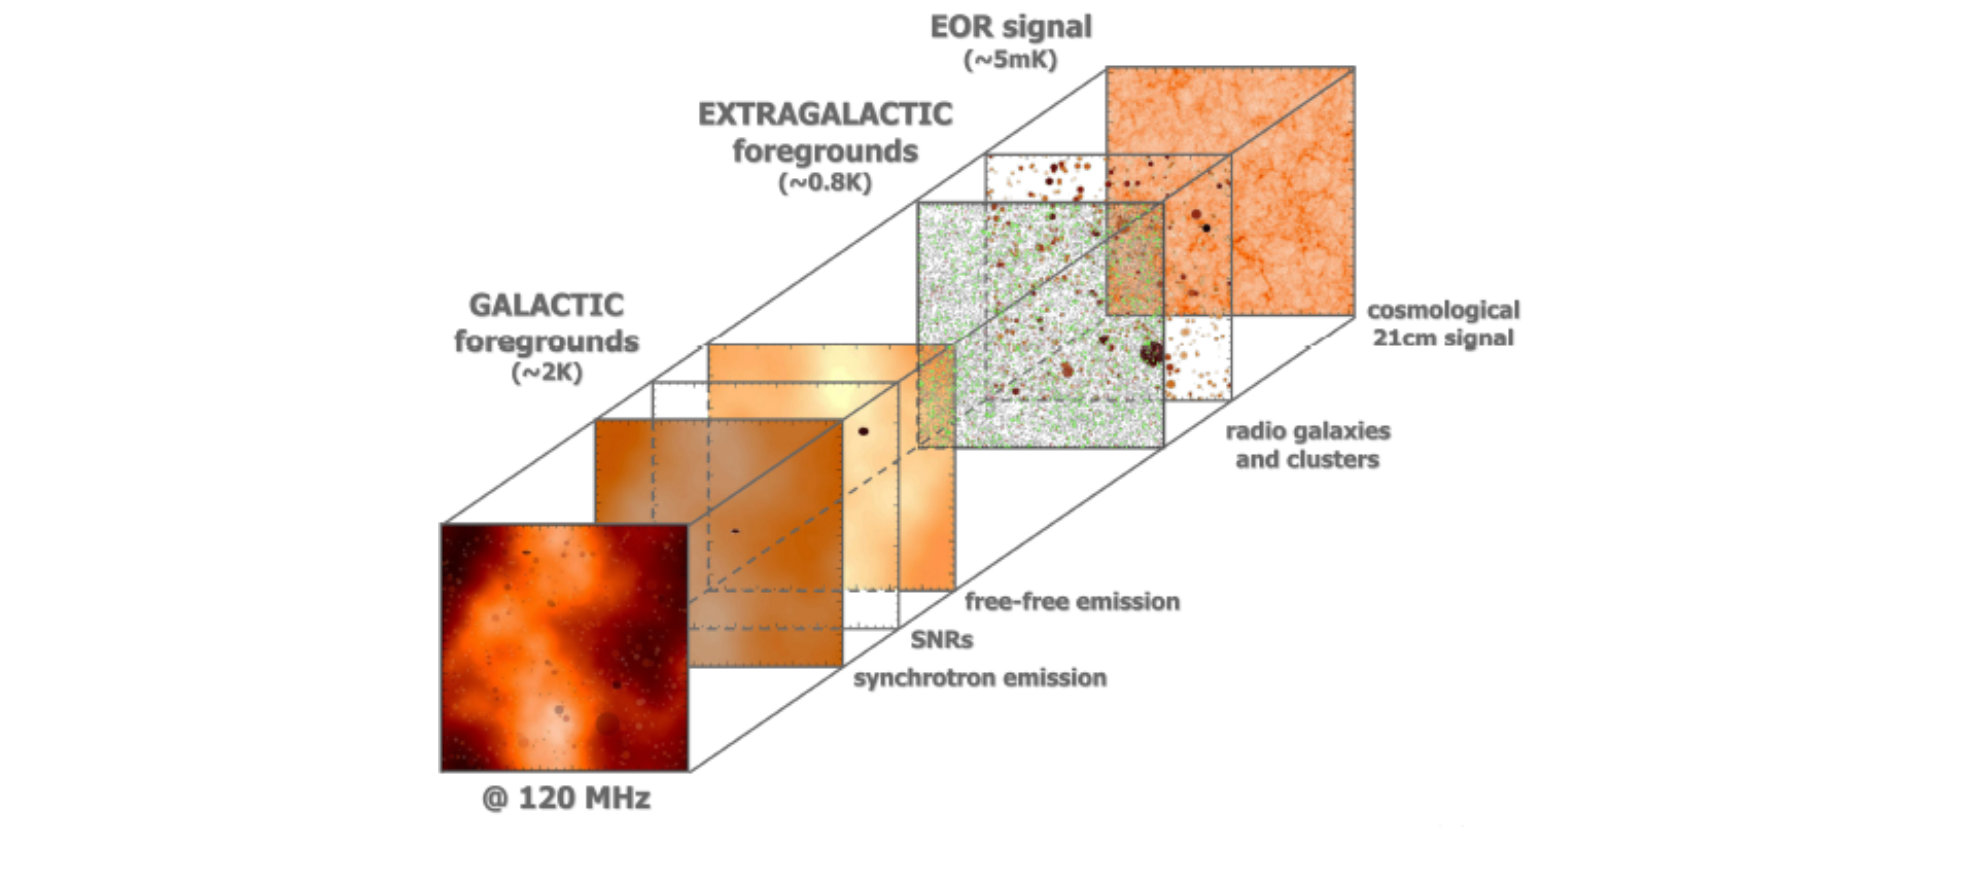 EOR signal
(~5mK)
EXTRAGALACTIC
foregrounds
(~0.8K)
GALACTIC
foregrounds
(~2K)
cosmological
21cm signal
radio galaxies
and clusters
free-free emission
SNRs
synchrotron emission
@ 120 MHz